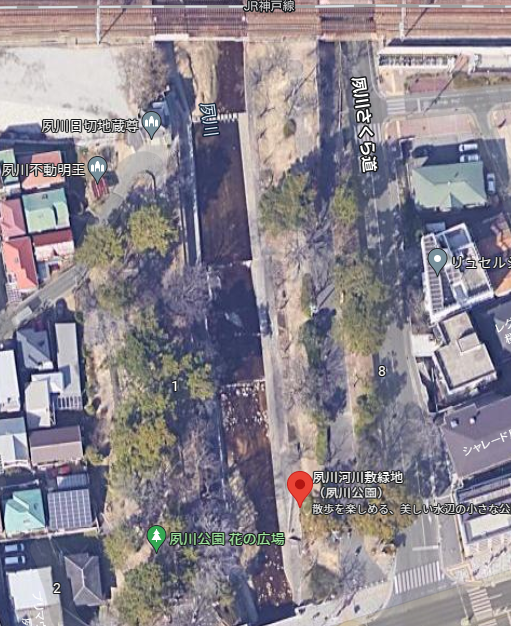 JR神戸線
夙川
夙川さくら道
夙川日切地蔵尊
夙川不動明王
リュセル
8
1
シャレード
夙川河川敷緑地
(夙川公園)
散歩を楽しめる、美しい水辺の小さな公
夙川公園 花の広場
2